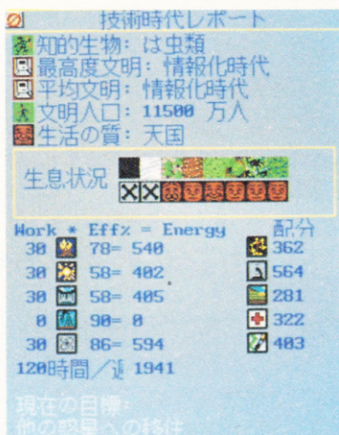 技術時代レポート
知的生物: は虫類
最高度文明: 情報化時代
平均文明: 情報化時代
文明人口: 11500 万人
生活の質: 天国
生息状況
Work * Eff% = Energy 配分
30 78= 540 362
30 58= 402 564
30 58= 405 281
0 90= 0 322
30 86= 594 403
120時間/週 1941
現在の目標:
他の惑星への移住